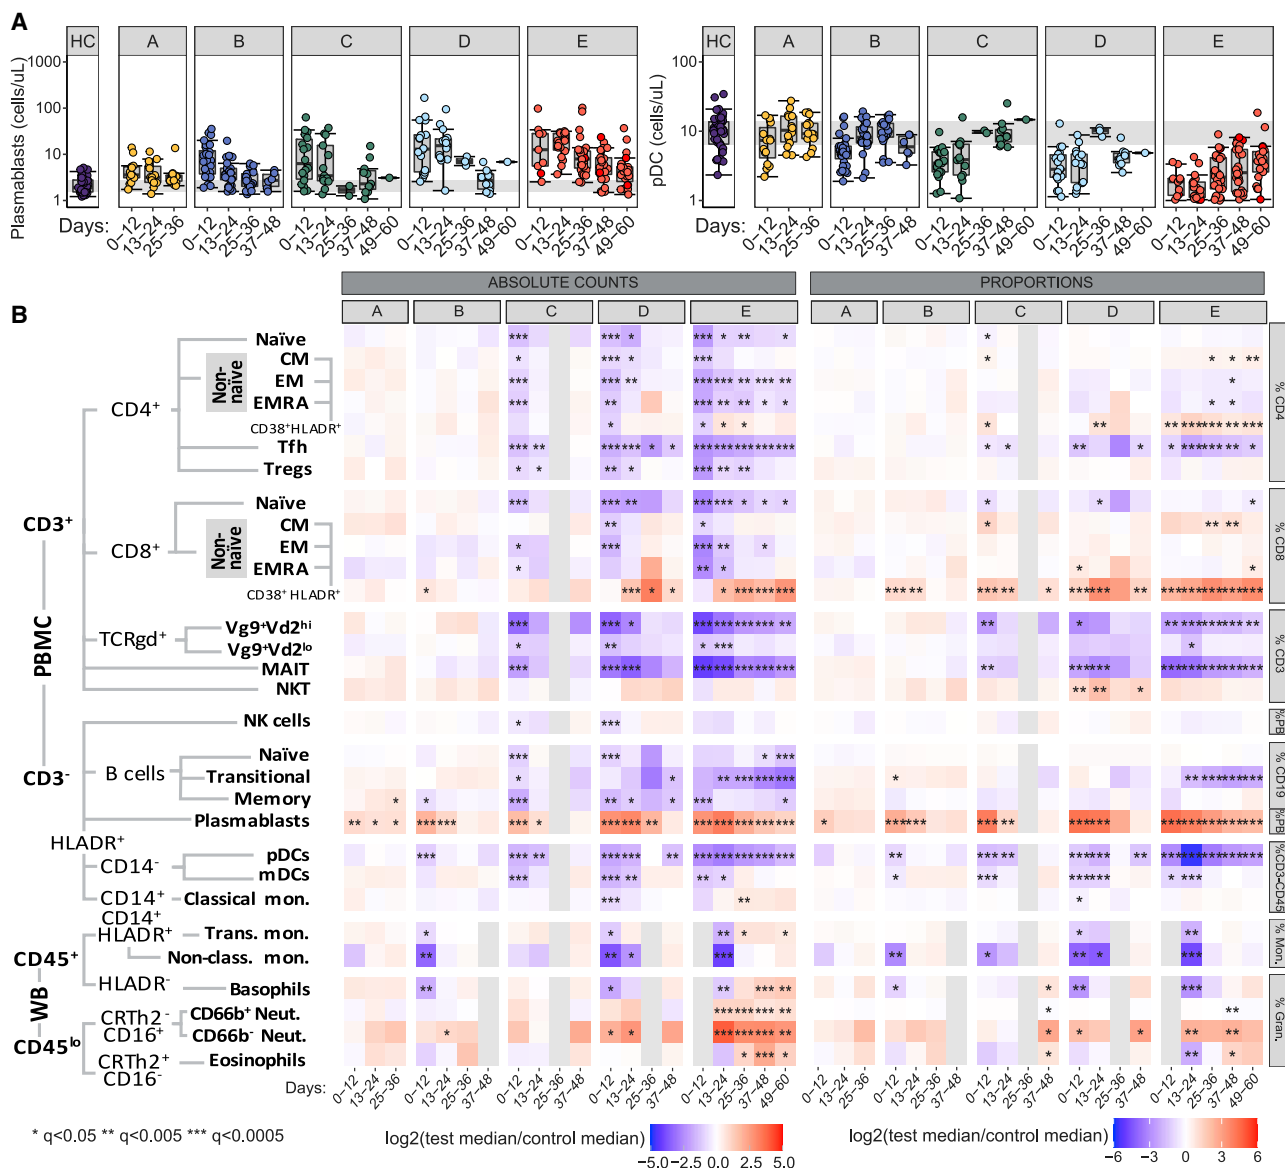 A
HC A B C D E
HC A B C D E
Plasmablasts (cells/uL)
1000
100
10
1
pDC (cells/uL)
100
10
1
Days: 0–12 13–24 25–36 0–12 13–24 25–36 37–48 0–12 13–24 25–36 37–48 49–60 0–12 13–24 25–36 37–48 49–60 0–12 13–24 25–36 37–48 49–60
Days: 0–12 13–24 25–36 0–12 13–24 25–36 37–48 0–12 13–24 25–36 37–48 49–60 0–12 13–24 25–36 37–48 49–60 0–12 13–24 25–36 37–48 49–60
B
ABSOLUTE COUNTS PROPORTIONS
A B C D E A B C D E
PBMC
CD3+
CD4+
Naïve
Non-naïve
CM
EM
EMRA
CD38+HLADR+
Tfh
Tregs
% CD4
CD8+
Naïve
Non-naïve
CM
EM
EMRA
CD38+ HLADR+
% CD8
TCRgd+
Vg9+Vd2hi
Vg9+Vd2lo
MAIT
NKT
% CD3
CD3-
NK cells
%PB
B cells
Naïve
Transitional
Memory
% CD19
Plasmablasts
%PB
HLADR+
CD14-
pDCs
mDCs
CD14+ Classical mon.
%CD3-CD45
WB
CD45+
CD14+
HLADR+
Trans. mon.
Non-class. mon.
% Mon.
HLADR-
Basophils
CD45lo
CRTh2-
CD16+
CD66b+ Neut.
CD66b- Neut.
CRTh2+
CD16-
Eosinophils
% Gran.
Days: 0–12 13–24 25–36 0–12 13–24 25–36 37–48 0–12 13–24 25–36 37–48 0–12 13–24 25–36 37–48 0–12 13–24 25–36 37–48 49–60 0–12 13–24 25–36 0–12 13–24 25–36 37–48 0–12 13–24 25–36 37–48 0–12 13–24 25–36 37–48 0–12 13–24 25–36 37–48 49–60
* q<0.05 ** q<0.005 *** q<0.0005
log2(test median/control median)
−5.0 −2.5 0.0 2.5 5.0
log2(test median/control median)
−6 −3 0 3 6